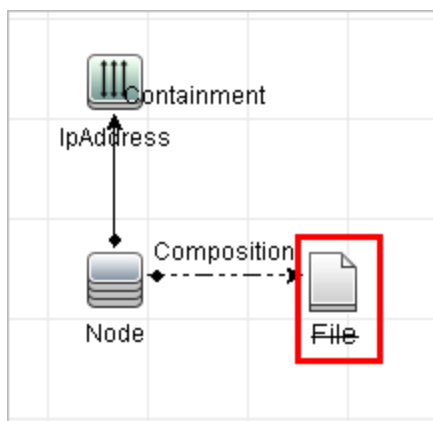 Containment
IpAddress
Composition
Node
File